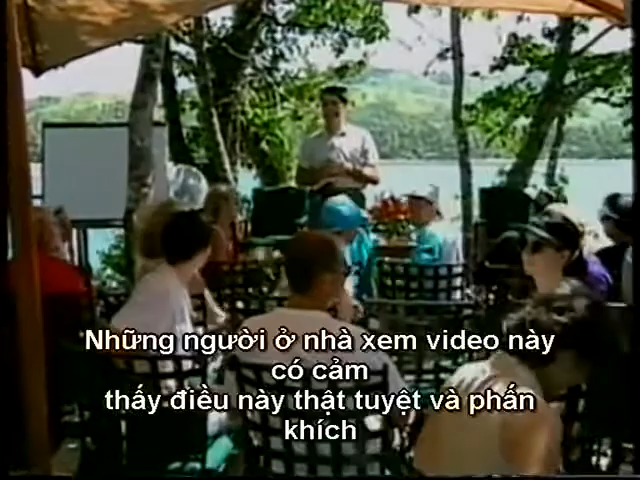 Những người ở nhà xem video này
có cảm
thấy điều này thật tuyệt và phấn
khích